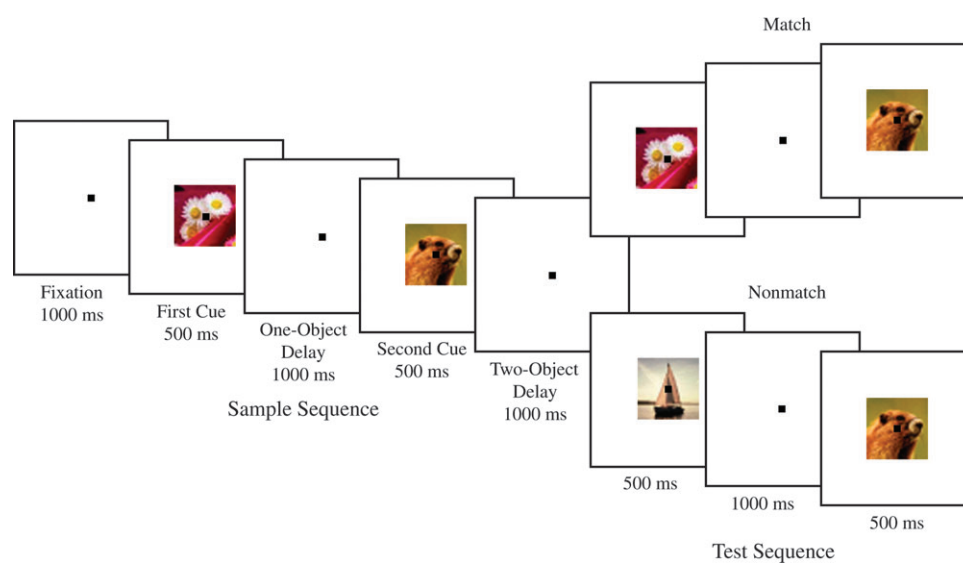 Match
Fixation
1000 ms
First Cue
500 ms
One-Object
Delay
1000 ms
Second Cue
500 ms
Two-Object
Delay
1000 ms
Sample Sequence
Nonmatch
500 ms
1000 ms
500 ms
Test Sequence